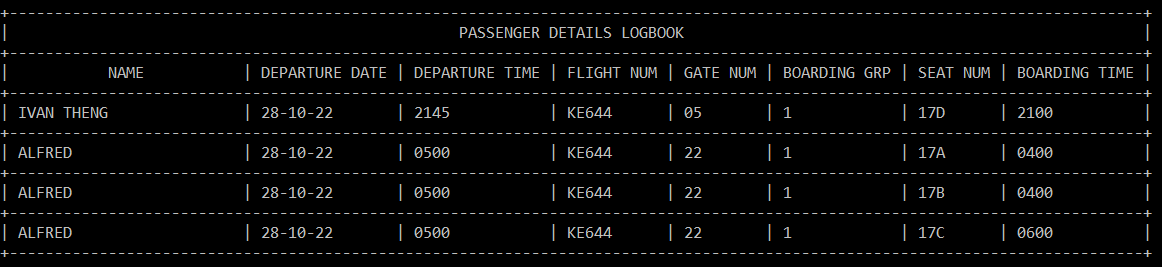 PASSENGER DETAILS LOGBOOK
| NAME | DEPARTURE DATE | DEPARTURE TIME | FLIGHT NUM | GATE NUM | BOARDING GRP | SEAT NUM | BOARDING TIME |
| IVAN THENG | 28-10-22 | 2145 | KE644 | 05 | 1 | 17D | 2100 |
| ALFRED | 28-10-22 | 0500 | KE644 | 22 | 1 | 17A | 0400 |
| ALFRED | 28-10-22 | 0500 | KE644 | 22 | 1 | 17B | 0400 |
| ALFRED | 28-10-22 | 0500 | KE644 | 22 | 1 | 17C | 0600 |